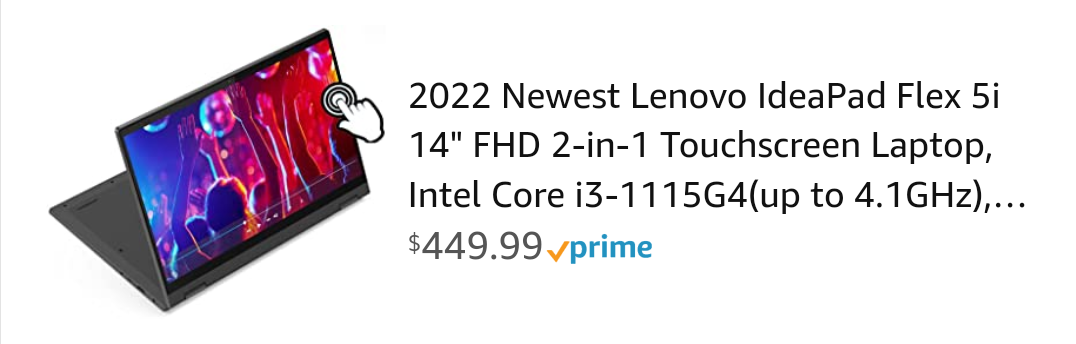 2022 Newest Lenovo IdeaPad Flex 5i
14" FHD 2-in-1 Touchscreen Laptop,
Intel Core i3-1115G4(up to 4.1GHz),...
$449.99 prime